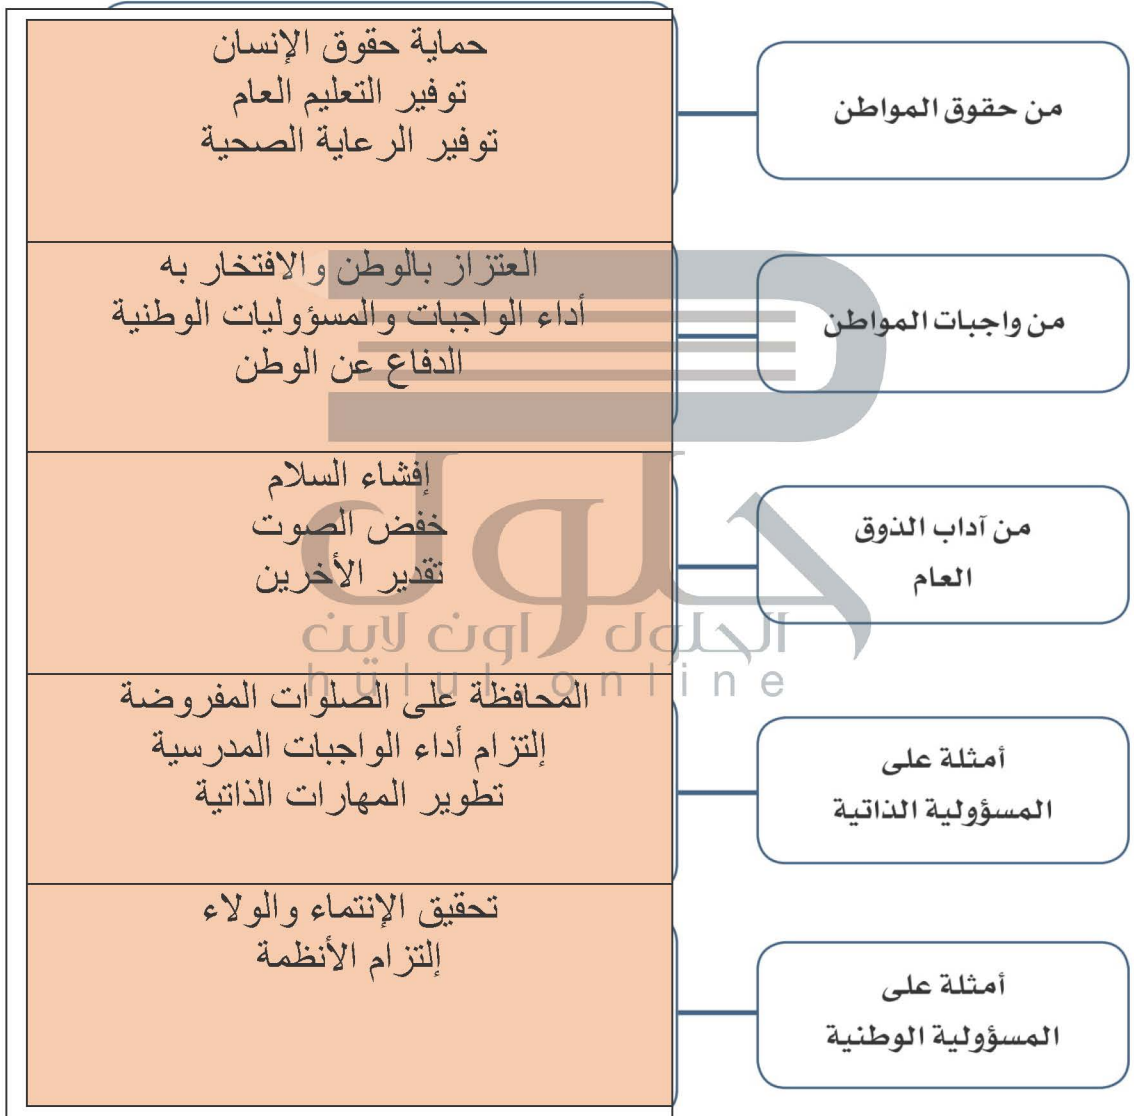 من حقوق المواطن
حماية حقوق الإنسان
توفير التعليم العام
توفير الرعاية الصحية
من واجبات المواطن
العتزاز بالوطن والافتخار به
أداء الواجبات والمسؤوليات الوطنية
الدفاع عن الوطن
من آداب الذوق
العام
إفشاء السلام
خفض الصوت
تقدير الأخرين
حلول
الحلول اون لاين
hulul online
أمثلة على
المسؤولية الذاتية
المحافظة على الصلوات المفروضة
إلتزام أداء الواجبات المدرسية
تطوير المهارات الذاتية
أمثلة على
المسؤولية الوطنية
تحقيق الإنتماء والولاء
إلتزام الأنظمة